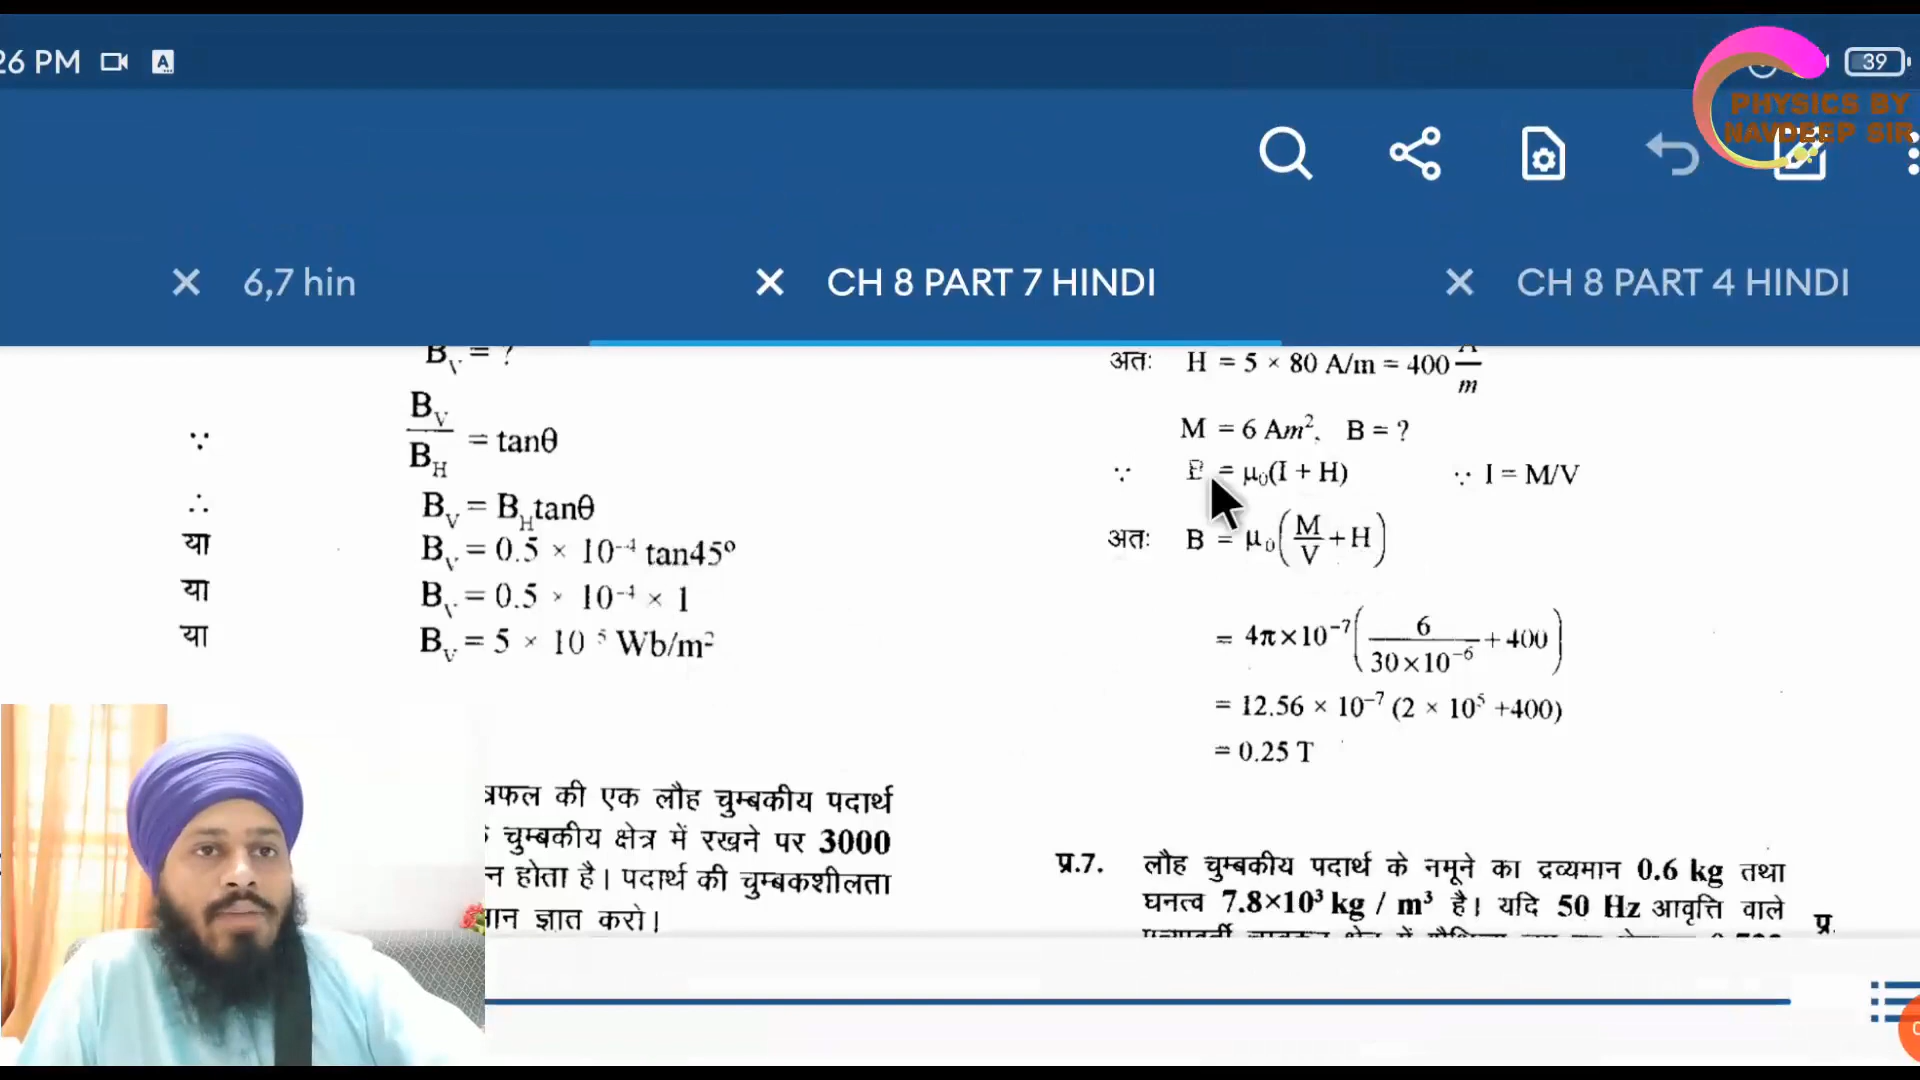 26 PM
39
PHYSICS BY
NAVDEEP SIR
6,7 hin
CH 8 PART 7 HINDI
CH 8 PART 4 HINDI
B_V = ?
∵ B_V / B_H = tanθ
∴ B_V = B_H tanθ
या B_V = 0.5 × 10⁻⁴ tan45º
या B_V = 0.5 × 10⁻⁴ × 1
या B_V = 5 × 10⁻⁵ Wb/m²
त्रफल की एक लौह चुम्बकीय पदार्थ
चुम्बकीय क्षेत्र में रखने पर 3000
न होता है। पदार्थ की चुम्बकशीलता
मान ज्ञात करो।
अतः H = 5 × 80 A/m = 400 A/m
M = 6 Am², B = ?
∵ B = μ₀(I + H) ∵ I = M/V
अतः B = μ₀(M/V + H)
= 4π×10⁻⁷(6/(30×10⁻⁶) + 400)
= 12.56 × 10⁻⁷ (2 × 10⁵ +400)
= 0.25 T
प्र.7. लौह चुम्बकीय पदार्थ के नमूने का द्रव्यमान 0.6 kg तथा
घनत्व 7.8×10³ kg / m³ है। यदि 50 Hz आवृत्ति वाले
प्र.